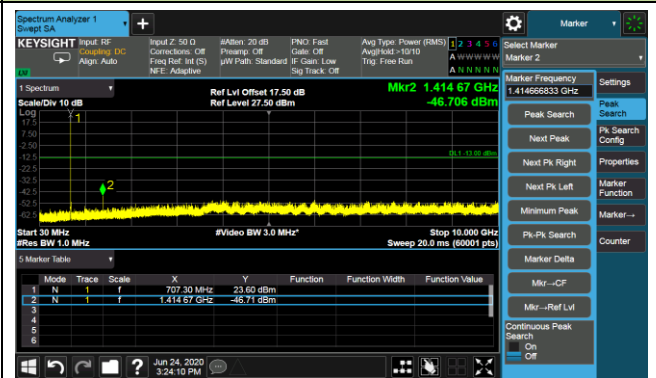 Spectrum Analyzer 1
Swept SA
Marker
KEYSIGHT
Input: RF
Coupling: DC
Align: Auto
Input Z: 50 Ω
Corrections: Off
Freq Ref: Int (S)
NFE: Adaptive
#Atten: 20 dB
Preamp: Off
µW Path: Standard
PNO: Fast
Gate: Off
IF Gain: Low
Sig Track: Off
Avg Type: Power (RMS)
Avg|Hold:>10/10
Trig: Free Run
1 2 3 4 5 6
A W W W W W
A N N N N N
Select Marker
Marker 2
Marker Frequency
1.414666833 GHz
Settings
1 Spectrum
Scale/Div 10 dB
Ref Lvl Offset 17.50 dB
Ref Level 27.50 dBm
Mkr2 1.414 67 GHz
-46.706 dBm
Log
17.5
7.50
-2.50
-12.5
-22.5
-32.5
-42.5
-52.5
-62.5
1
2
DL1 -13.00 dBm
Start 30 MHz
#Res BW 1.0 MHz
#Video BW 3.0 MHz*
Stop 10.000 GHz
Sweep 20.0 ms (60001 pts)
Peak Search
Next Peak
Next Pk Right
Next Pk Left
Minimum Peak
Pk-Pk Search
Marker Delta
Mkr→CF
Mkr→Ref Lvl
Continuous Peak
Search
On
Off
Peak
Search
Pk Search
Config
Properties
Marker
Function
Marker→
Counter
5 Marker Table
Mode Trace Scale X Y Function Function Width Function Value
1 N 1 f 707.30 MHz 23.60 dBm
2 N 1 f 1.414 67 GHz -46.71 dBm
3
4
5
6
Jun 24, 2020
3:24:10 PM